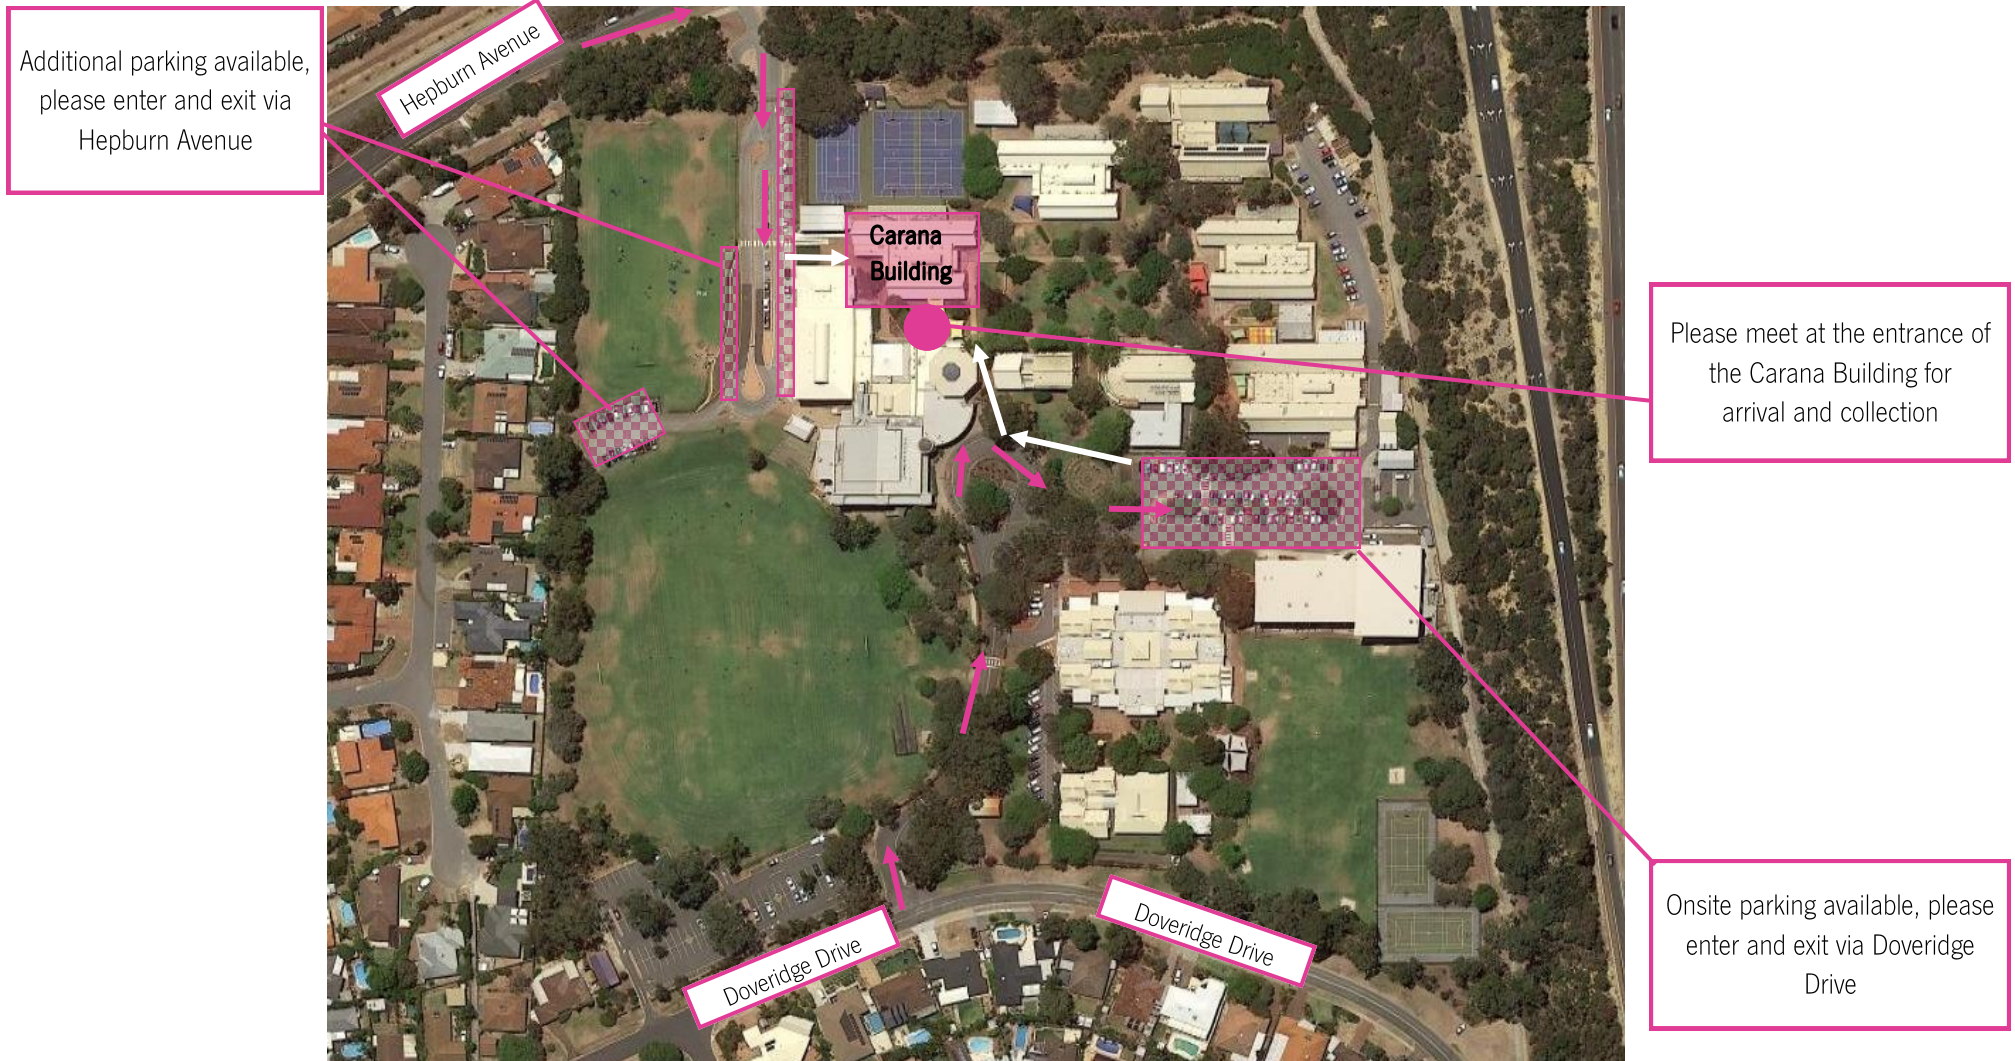 Additional parking available,
please enter and exit via
Hepburn Avenue
Hepburn Avenue
Carana
Building
Please meet at the entrance of
the Carana Building for
arrival and collection
Onsite parking available, please
enter and exit via Doveridge
Drive
Doveridge Drive
Doveridge Drive